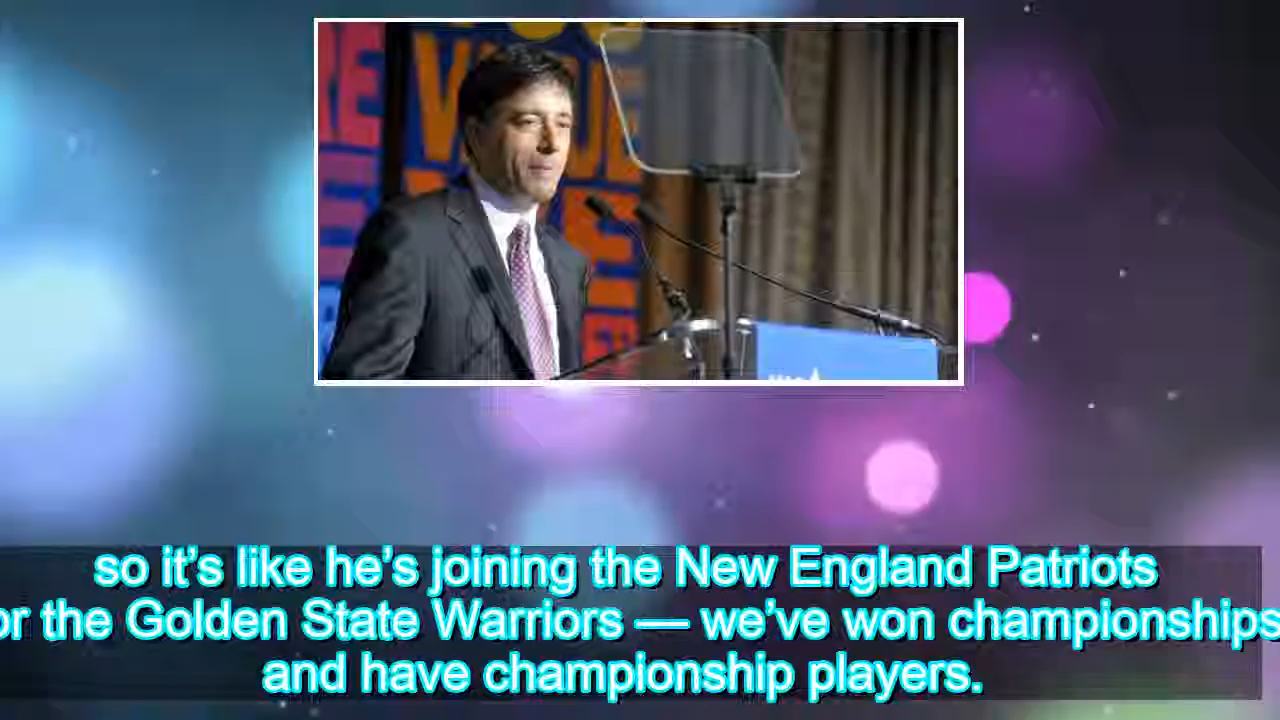 so it's like he's joining the New England Patriots
or the Golden State Warriors — we've won championships
and have championship players.